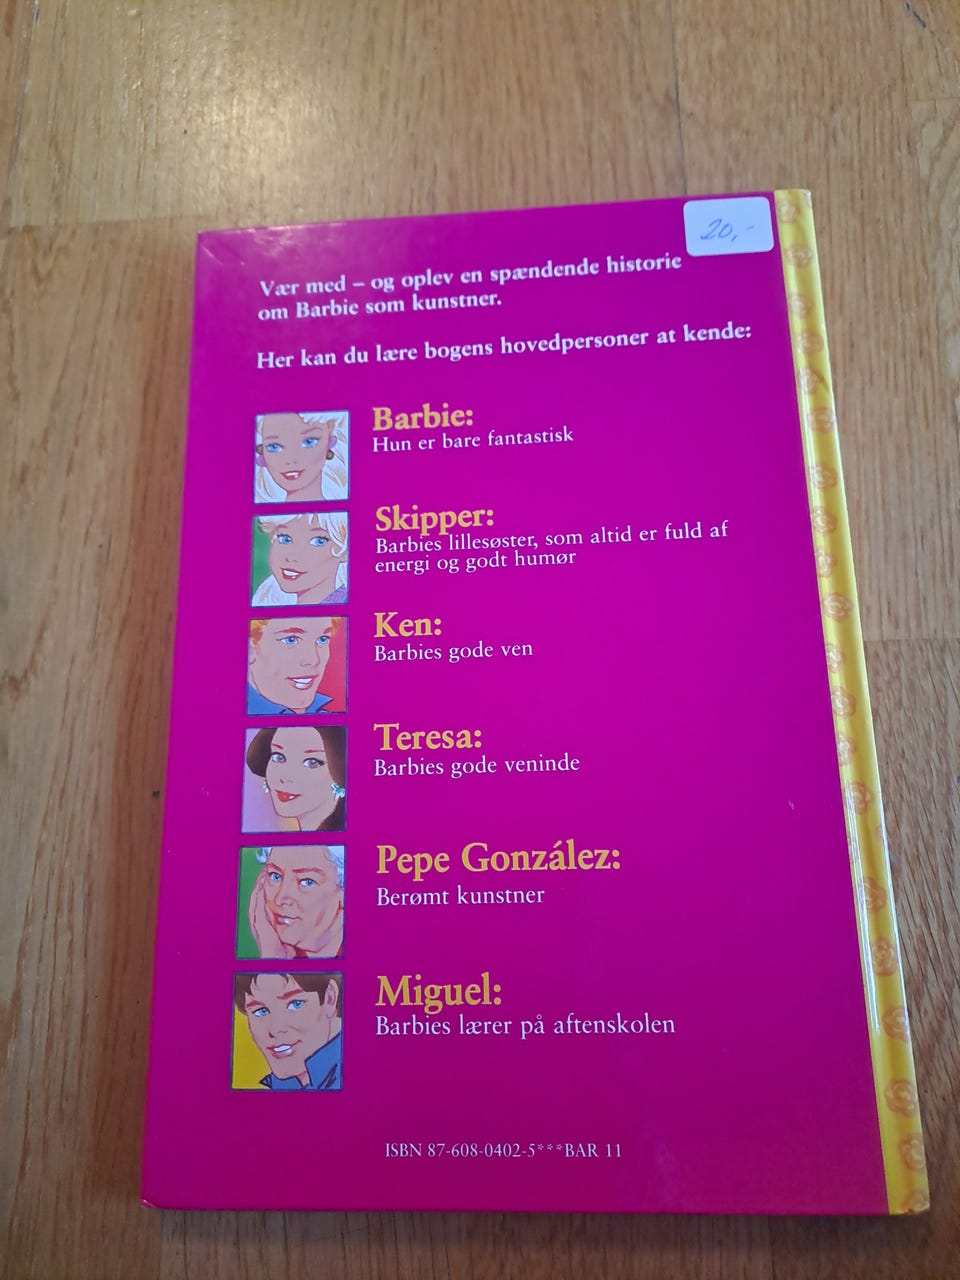 20,-
Vær med – og oplev en spændende historie
om Barbie som kunstner.
Her kan du lære bogens hovedpersoner at kende:
Barbie:
Hun er bare fantastisk
Skipper:
Barbies lillesøster, som altid er fuld af
energi og godt humør
Ken:
Barbies gode ven
Teresa:
Barbies gode veninde
Pepe González:
Berømt kunstner
Miguel:
Barbies lærer på aftenskolen
ISBN 87-608-0402-5***BAR 11